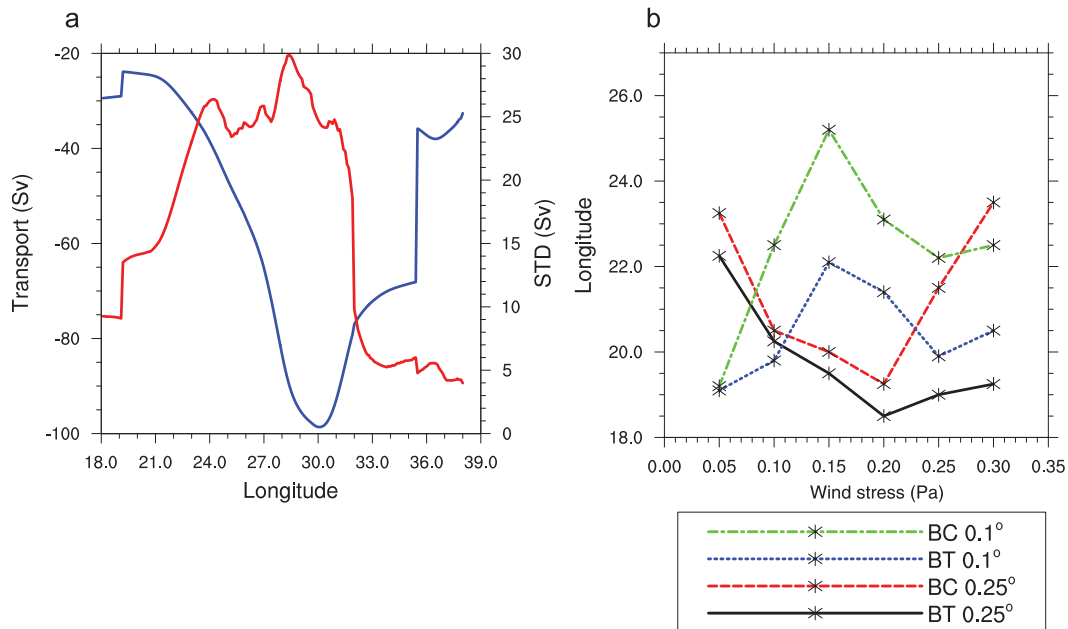 a
Transport (Sv)
-20
-40
-60
-80
-100
30
25
20
15
10
5
0
STD (Sv)
18.0 21.0 24.0 27.0 30.0 33.0 36.0 39.0
Longitude
b
Longitude
26.0
24.0
22.0
20.0
18.0
0.00 0.05 0.10 0.15 0.20 0.25 0.30 0.35
Wind stress (Pa)
BC 0.1°
BT 0.1°
BC 0.25°
BT 0.25°